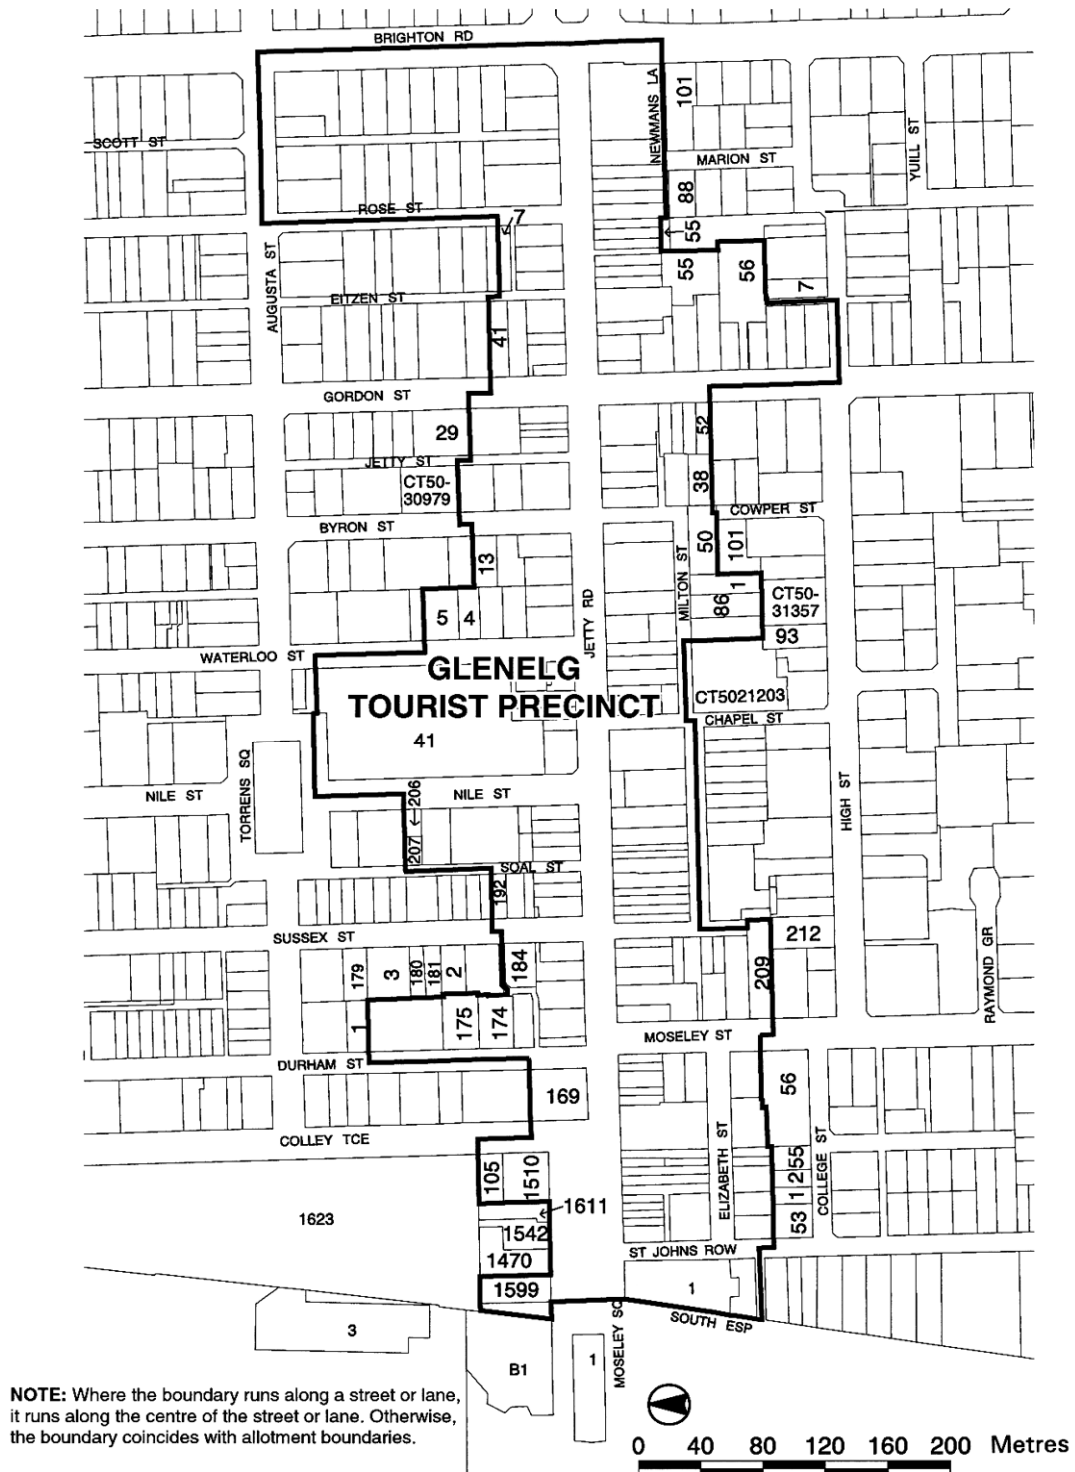 BRIGHTON RD
NEWMANS LA
101
SCOTT ST
MARION ST
YUILL ST
88
ROSE ST
7
55
AUGUSTA ST
55
56
7
EITZEN ST
41
GORDON ST
29
52
JETTY ST
CT50-
30979
38
BYRON ST
COWPER ST
50
101
13
MILTON ST
1
86
CT50-
31357
5
4
JETTY RD
93
WATERLOO ST
GLENELG
TOURIST PRECINCT
CT5021203
CHAPEL ST
41
TORRENS SQ
NILE ST
206
NILE ST
HIGH ST
207
SOAL ST
192
SUSSEX ST
212
179
3
180
181
2
184
209
RAYMOND GR
1
175
174
MOSELEY ST
DURHAM ST
169
56
COLLEY TCE
ELIZABETH ST
COLLEGE ST
105
1510
55
2
1
53
1611
1623
1542
ST JOHNS ROW
1470
1599
1
SOUTH ESP
3
MOSELEY SQ
B1
1
NOTE: Where the boundary runs along a street or lane,
it runs along the centre of the street or lane. Otherwise,
the boundary coincides with allotment boundaries.
0 40 80 120 160 200 Metres